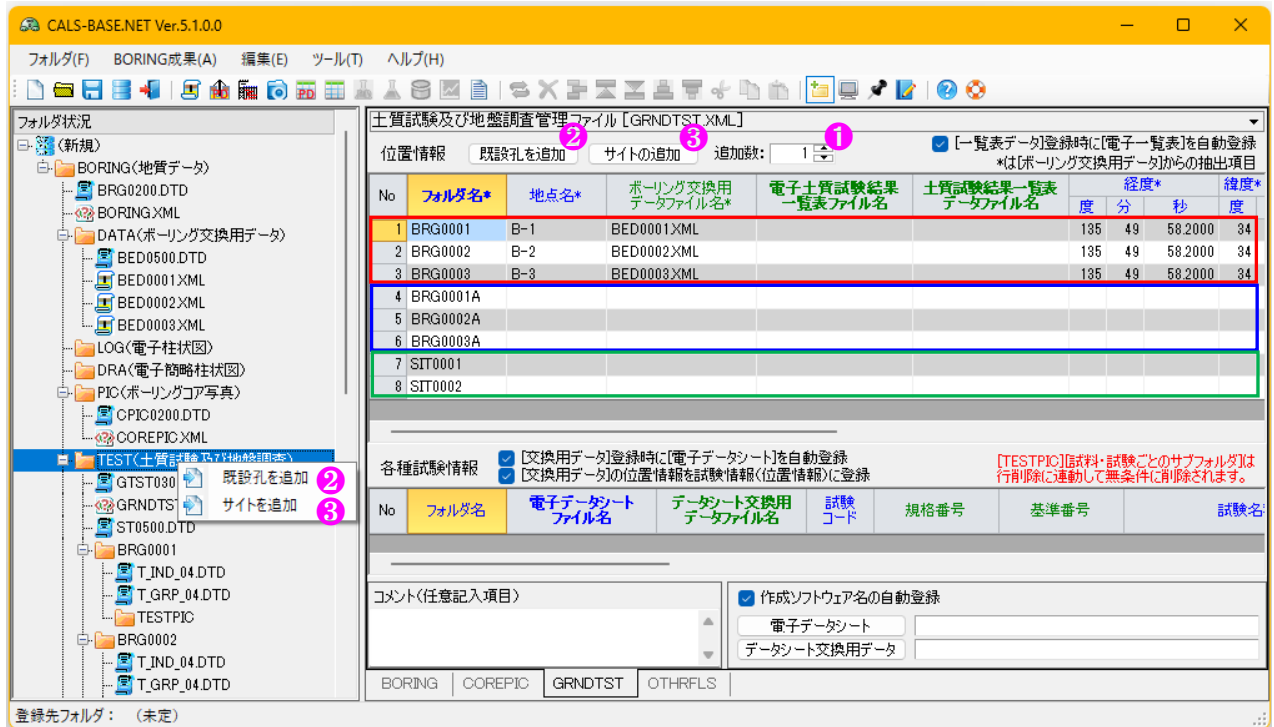 CALS-BASE.NET Ver.5.1.0.0
フォルダ(F) BORING成果(A) 編集(E) ツール(T) ヘルプ(H)
フォルダ状況
(新規)
BORING(地質データ)
BRG0200.DTD
BORING.XML
DATA(ボーリング交換用データ)
BED0500.DTD
BED0001.XML
BED0002.XML
BED0003.XML
LOG(電子柱状図)
DRA(電子簡略柱状図)
PIC(ボーリングコア写真)
CPIC0200.DTD
COREPIC.XML
TEST(土質試験及び地盤調査)
GTST030
GRNDTS
ST0500.DTD
BRG0001
T_IND_04.DTD
T_GRP_04.DTD
TESTPIC
BRG0002
T_IND_04.DTD
T_GRP_04.DTD
既設孔を追加 ❷
サイトを追加 ❸
土質試験及び地盤調査管理ファイル [GRNDTST.XML]
❷ ❸ ❶
位置情報 既設孔を追加 サイトの追加 追加数: 1
[一覧表データ]登録時に[電子一覧表]を自動登録
*は[ボーリング交換用データ]からの抽出項目
No フォルダ名* 地点名* ボーリング交換用データファイル名* 電子土質試験結果一覧表ファイル名 土質試験結果一覧表データファイル名 経度* 緯度*
度 分 秒 度
1 BRG0001 B-1 BED0001.XML 135 49 58.2000 34
2 BRG0002 B-2 BED0002.XML 135 49 58.2000 34
3 BRG0003 B-3 BED0003.XML 135 49 58.2000 34
4 BRG0001A
5 BRG0002A
6 BRG0003A
7 SIT0001
8 SIT0002
各種試験情報
[交換用データ]登録時に[電子データシート]を自動登録
[交換用データ]の位置情報を試験情報(位置情報)に登録
[TESTPIC][試料・試験ごとのサブフォルダ]は
行削除に連動して無条件に削除されます。
No フォルダ名 電子データシートファイル名 データシート交換用データファイル名 試験コード 規格番号 基準番号 試験名
コメント(任意記入項目)
作成ソフトウェア名の自動登録
電子データシート
データシート交換用データ
BORING COREPIC GRNDTST OTHRFLS
登録先フォルダ: (未定)